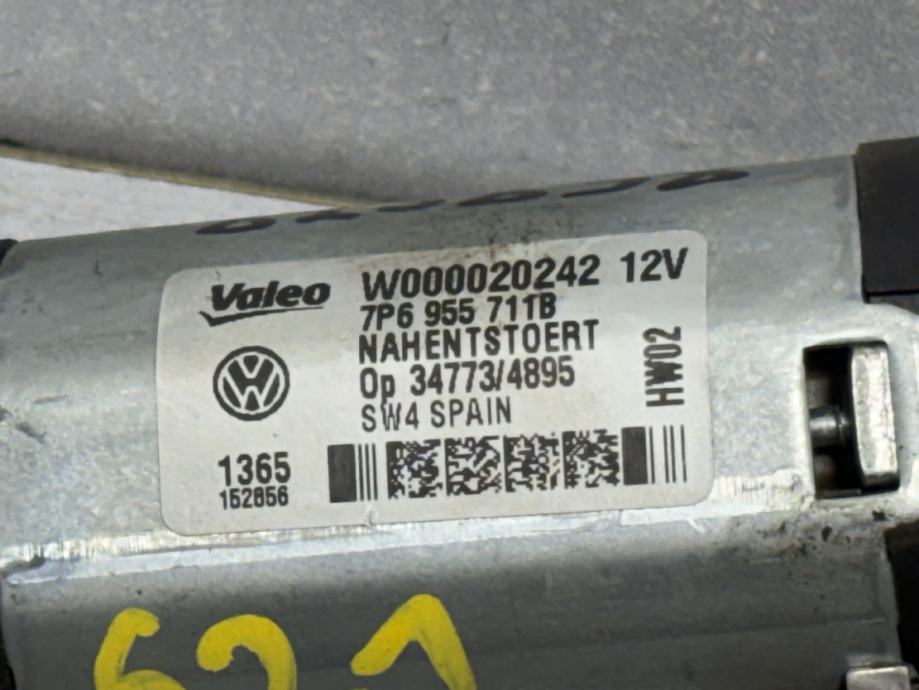 Valeo
W000020242 12V
7P6 955 711B
NAHENTSTOERT
Op 34773/4895
SW4 SPAIN
HW02
1365
152856